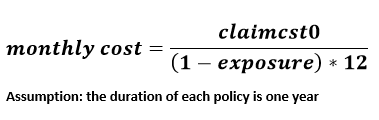 monthly cost = claimcst0 / (1 − exposure) * 12
Assumption: the duration of each policy is one year